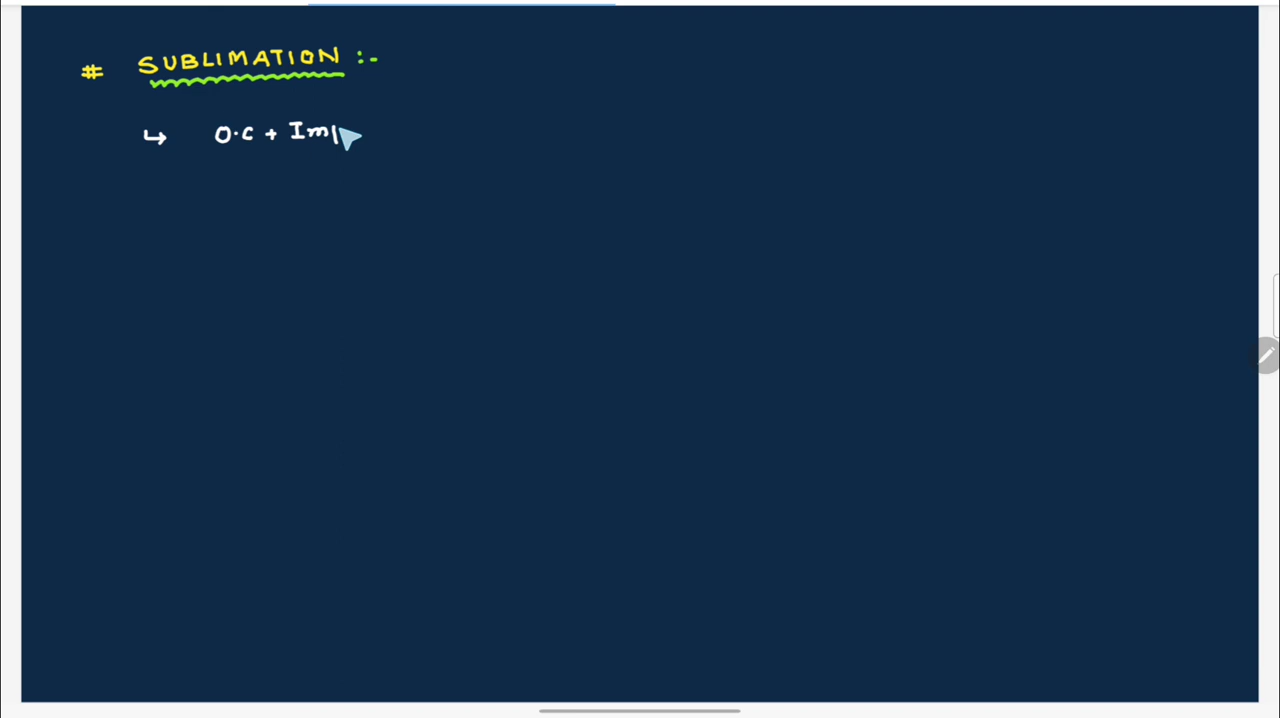 # SUBLIMATION :-
↳ O.C + Im